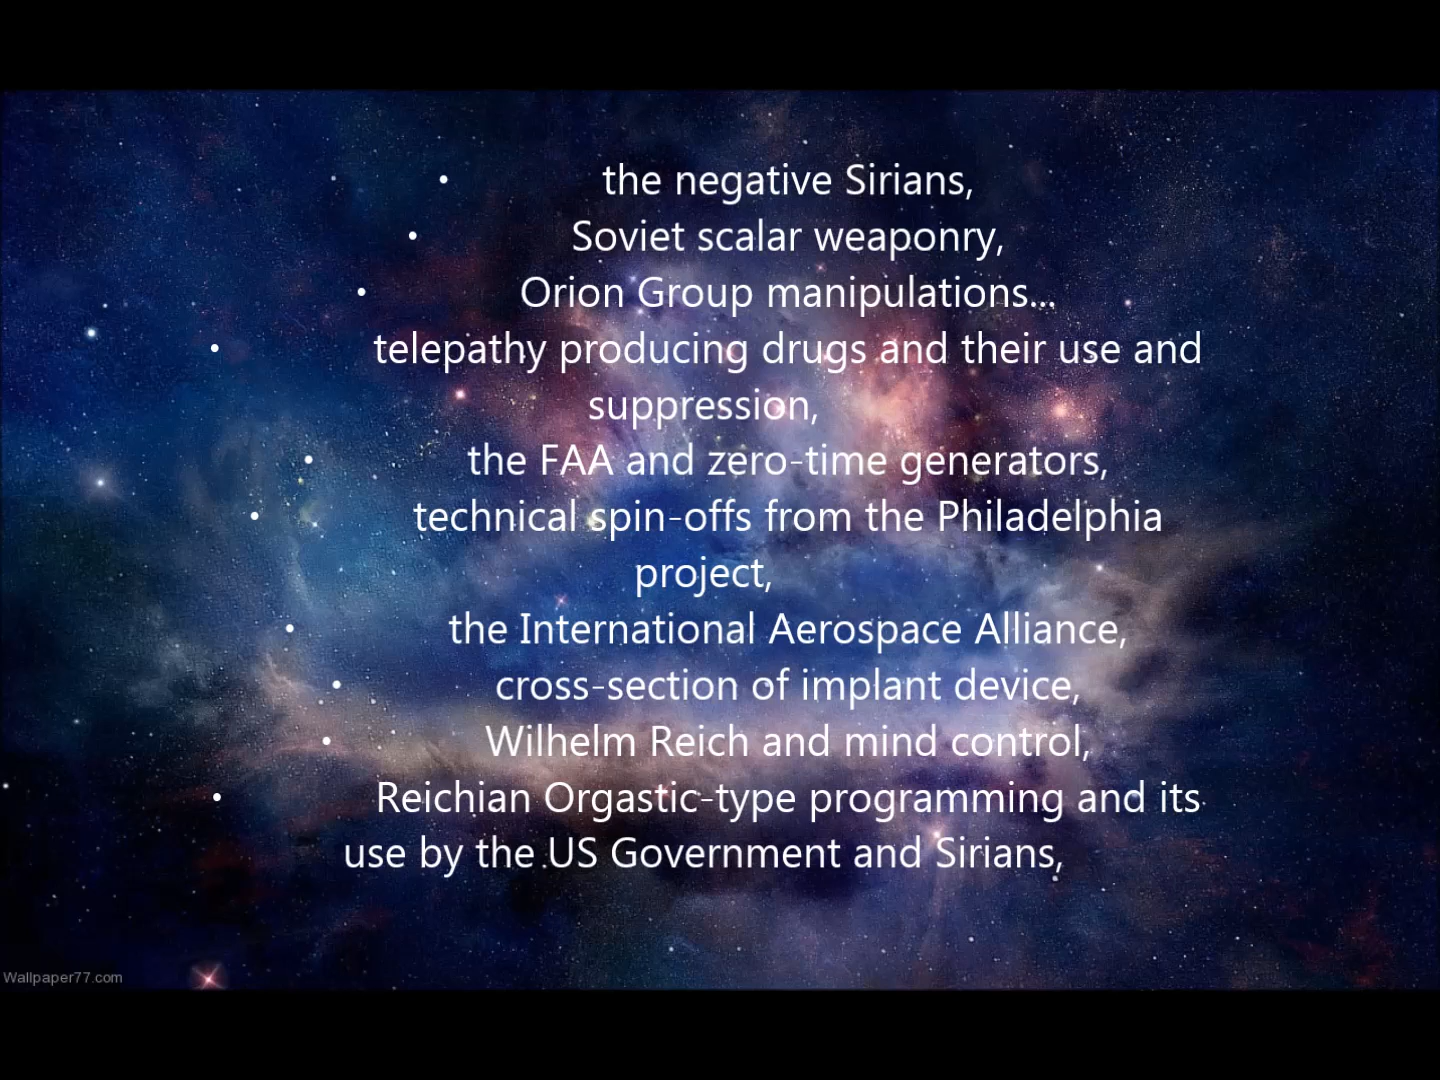 • the negative Sirians,
• Soviet scalar weaponry,
• Orion Group manipulations...
• telepathy producing drugs and their use and
suppression,
• the FAA and zero-time generators,
• technical spin-offs from the Philadelphia
project,
• the International Aerospace Alliance,
• cross-section of implant device,
• Wilhelm Reich and mind control,
• Reichian Orgastic-type programming and its
use by the US Government and Sirians,
Wallpaper77.com